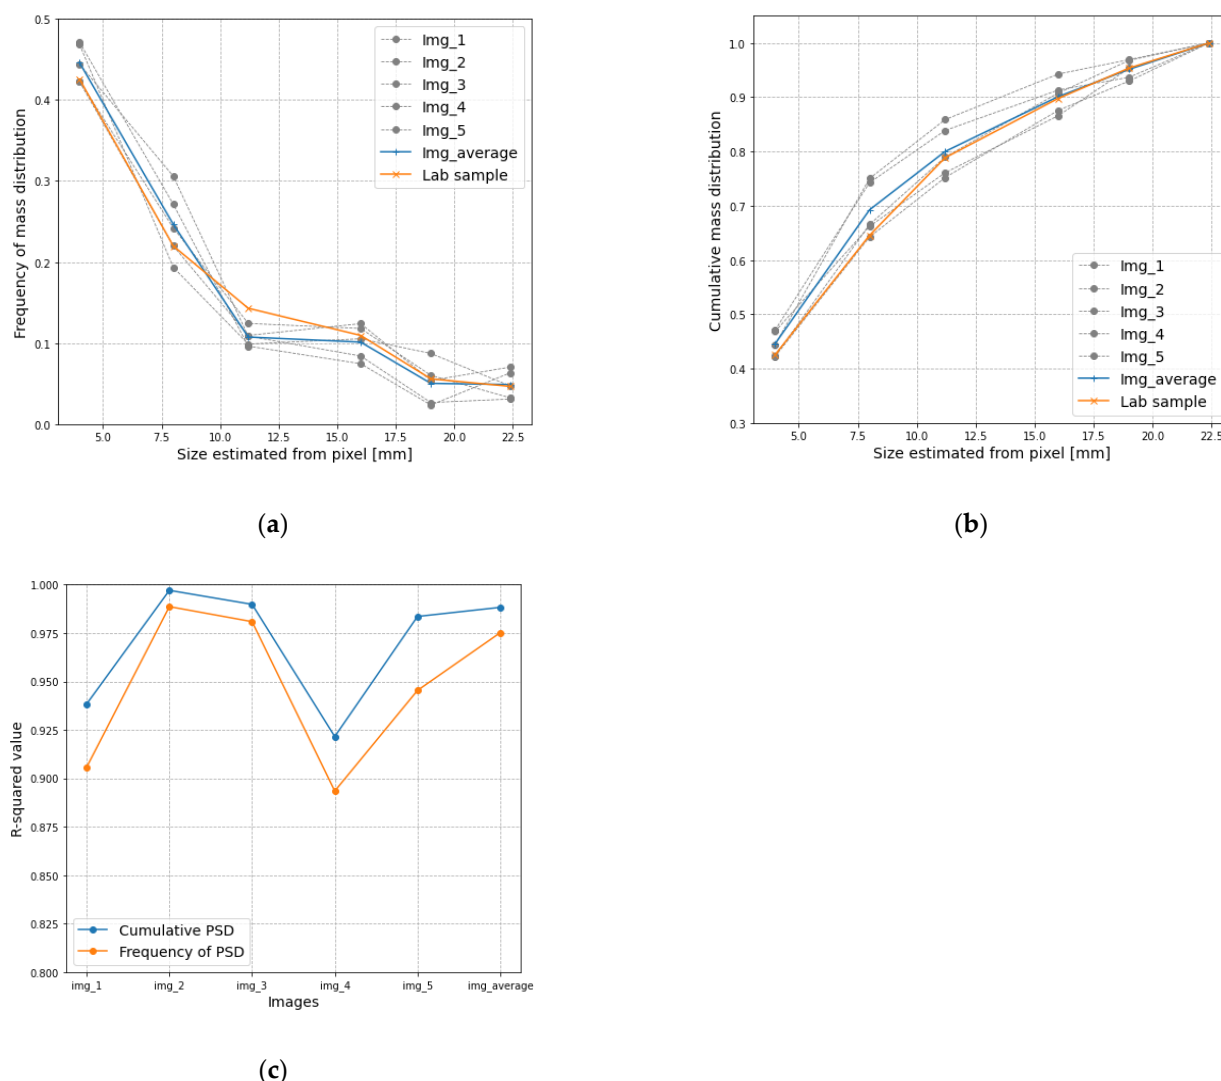 0.5
0.4
0.3
0.2
0.1
0.0
Frequency of mass distribution
5.0 7.5 10.0 12.5 15.0 17.5 20.0 22.5
Size estimated from pixel [mm]
Img_1
Img_2
Img_3
Img_4
Img_5
Img_average
Lab sample
(a)
1.0
0.9
0.8
0.7
0.6
0.5
0.4
0.3
Cumulative mass distribution
5.0 7.5 10.0 12.5 15.0 17.5 20.0 22.5
Size estimated from pixel [mm]
Img_1
Img_2
Img_3
Img_4
Img_5
Img_average
Lab sample
(b)
1.000
0.975
0.950
0.925
0.900
0.875
0.850
0.825
0.800
R-squared value
Cumulative PSD
Frequency of PSD
img_1 img_2 img_3 img_4 img_5 img_average
Images
(c)